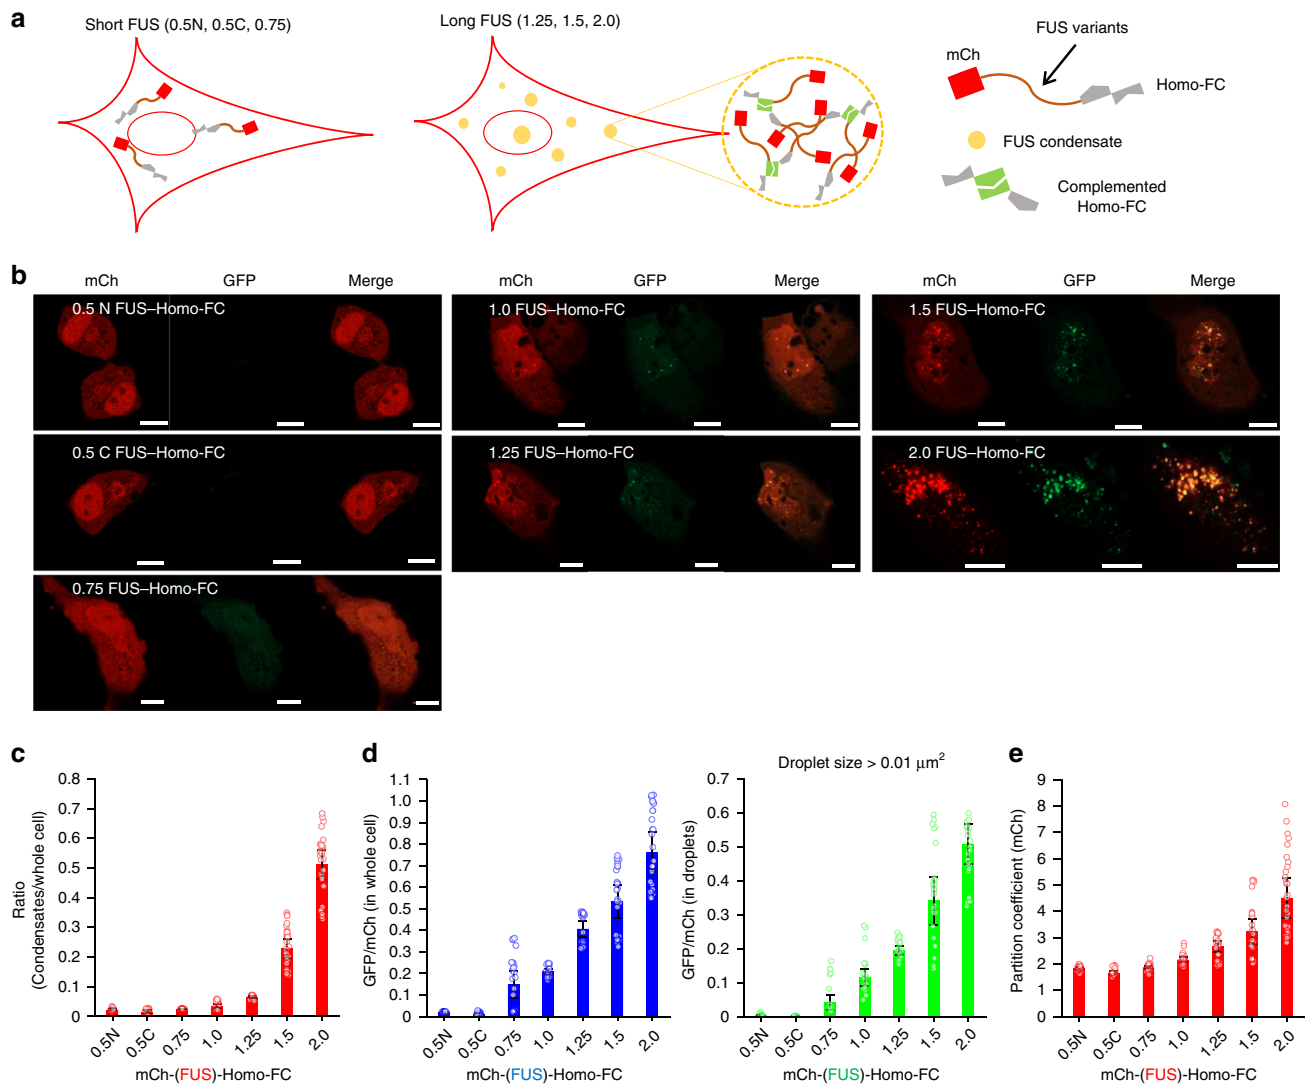 a
Short FUS (0.5N, 0.5C, 0.75)
Long FUS (1.25, 1.5, 2.0)
FUS variants
mCh
Homo-FC
FUS condensate
Complemented
Homo-FC
b
mCh GFP Merge
mCh GFP Merge
mCh GFP Merge
0.5 N FUS–Homo-FC
1.0 FUS–Homo-FC
1.5 FUS–Homo-FC
0.5 C FUS–Homo-FC
1.25 FUS–Homo-FC
2.0 FUS–Homo-FC
0.75 FUS–Homo-FC
c
Ratio
(Condensates/whole cell)
0.8
0.7
0.6
0.5
0.4
0.3
0.2
0.1
0
0.5N 0.5C 0.75 1.0 1.25 1.5 2.0
mCh-(FUS)-Homo-FC
d
GFP/mCh (in whole cell)
1.1
1.0
0.9
0.8
0.7
0.6
0.5
0.4
0.3
0.2
0.1
0
0.5N 0.5C 0.75 1.0 1.25 1.5 2.0
mCh-(FUS)-Homo-FC
Droplet size > 0.01 μm²
GFP/mCh (in droplets)
0.7
0.6
0.5
0.4
0.3
0.2
0.1
0
0.5N 0.5C 0.75 1.0 1.25 1.5 2.0
mCh-(FUS)-Homo-FC
e
Partition coefficient (mCh)
9
8
7
6
5
4
3
2
1
0
0.5N 0.5C 0.75 1.0 1.25 1.5 2.0
mCh-(FUS)-Homo-FC